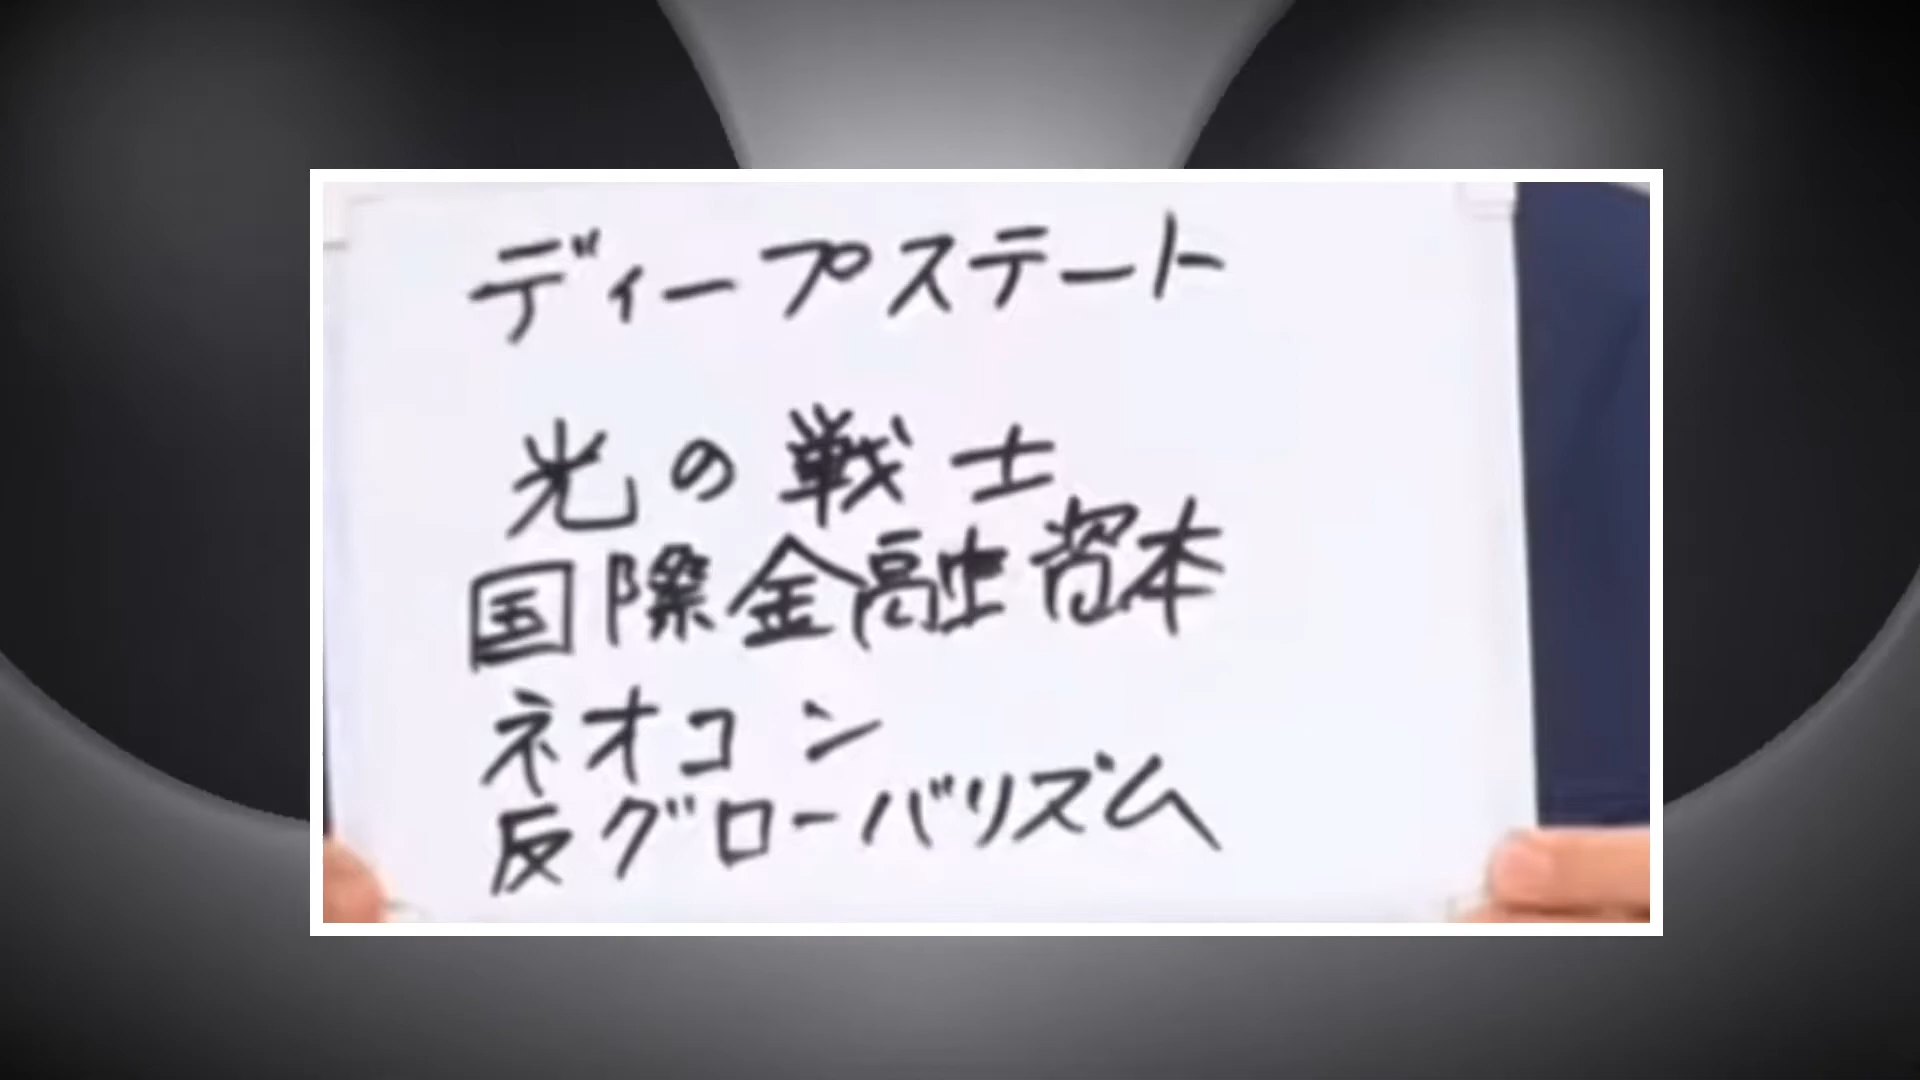 ディープステート
光の戦士
国際金融資本
ネオコン
反グローバリズム